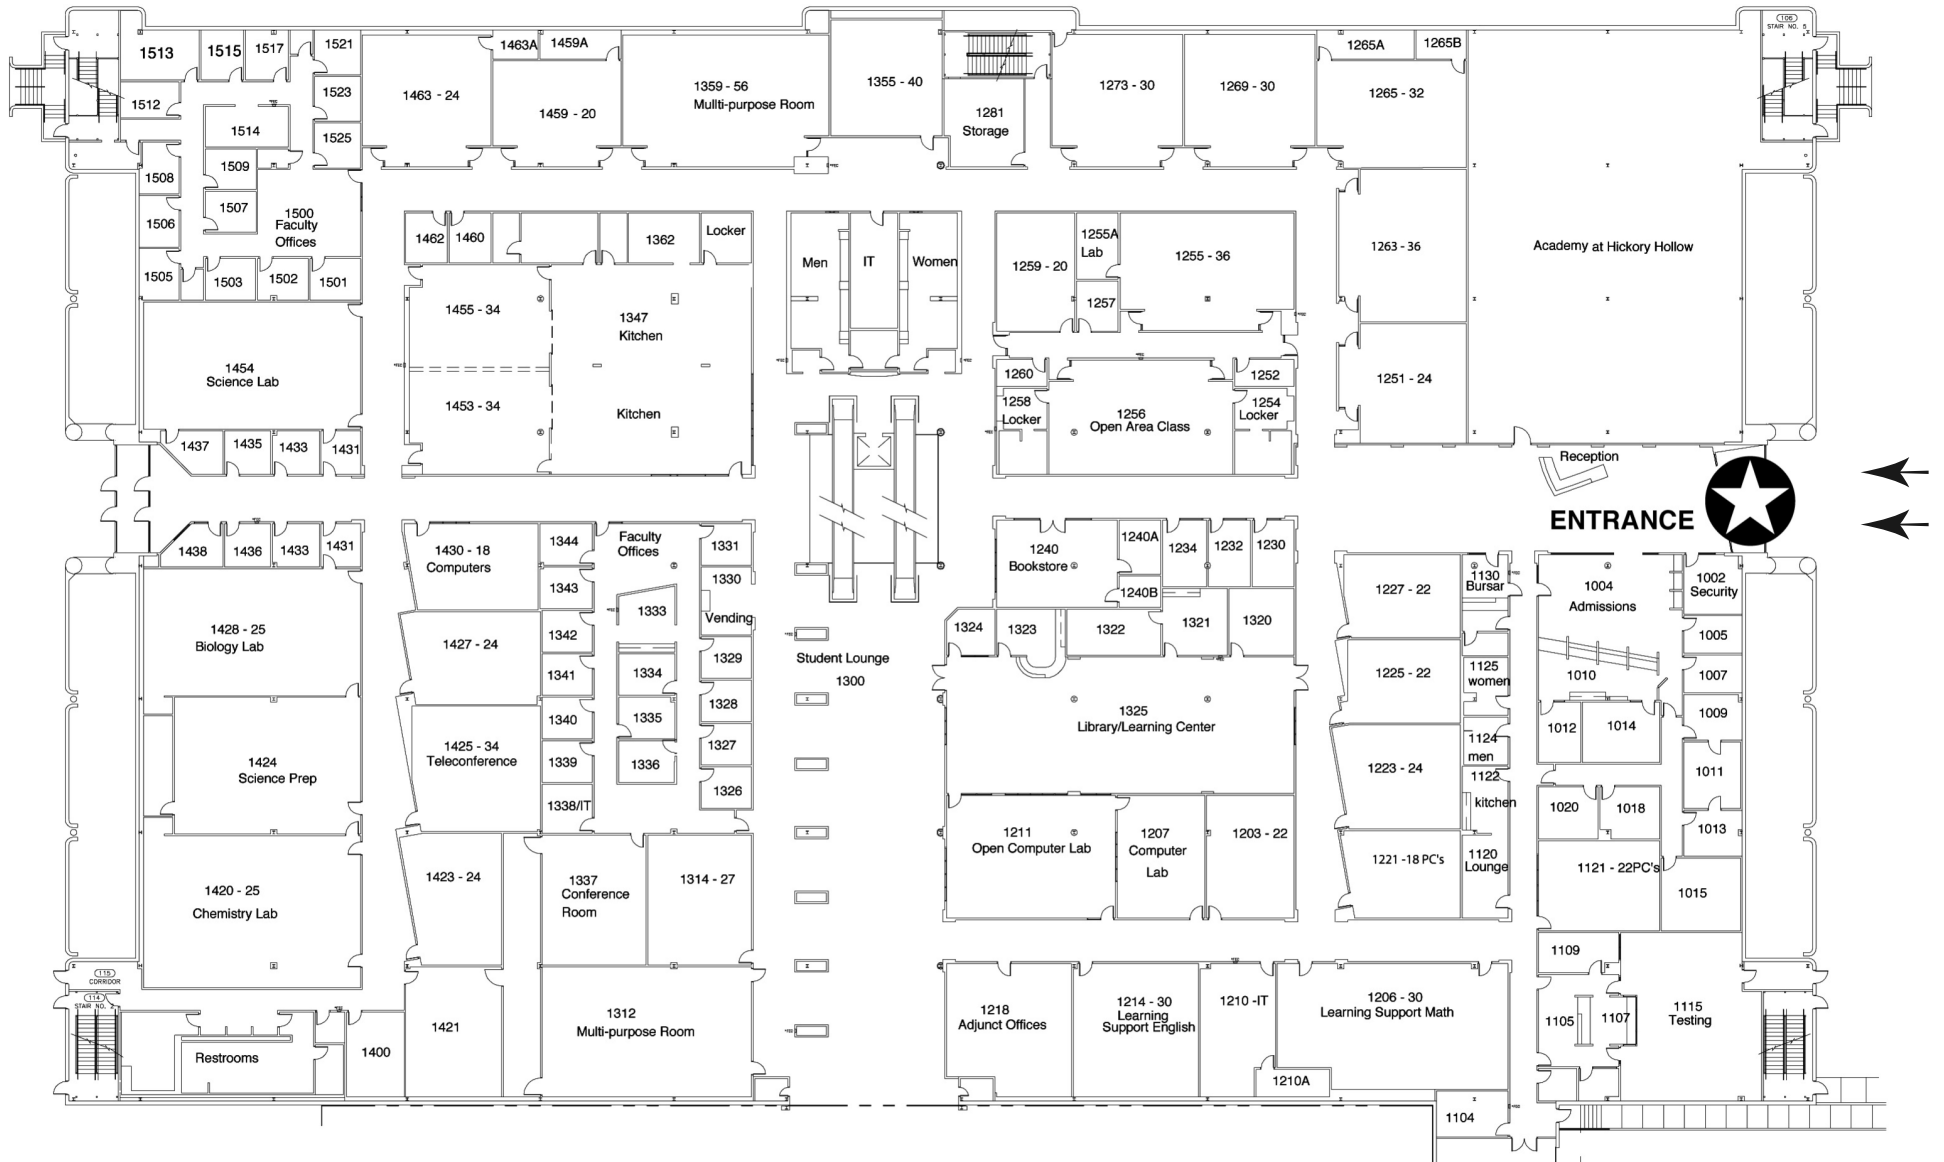 1513
1515
1517
1521
1463A
1459A
1265A
1265B
106
STAIR NO. 5
1512
1523
1463 - 24
1459 - 20
1359 - 56
Mullti-purpose Room
1355 - 40
1281
Storage
1273 - 30
1269 - 30
1265 - 32
1514
1525
1509
1508
1507
1506
1500
Faculty
Offices
1505
1503
1502
1501
1462
1460
1362
Locker
Men
IT
Women
1259 - 20
1255A
Lab
1255 - 36
1257
1263 - 36
Academy at Hickory Hollow
1455 - 34
1347
Kitchen
1454
Science Lab
1453 - 34
Kitchen
1260
1252
1258
Locker
1256
Open Area Class
1254
Locker
1251 - 24
1437
1435
1433
1431
Reception
ENTRANCE
1438
1436
1433
1431
1430 - 18
Computers
1344
Faculty
Offices
1331
1240
Bookstore
1240A
1234
1232
1230
1343
1330
1333
Vending
1240B
1227 - 22
1130
Bursar
1004
Admissions
1002
Security
1428 - 25
Biology Lab
1427 - 24
1342
1324
1323
1322
1321
1320
1005
1341
1334
1329
Student Lounge
1300
1225 - 22
1125
women
1010
1007
1340
1335
1328
1325
Library/Learning Center
1012
1014
1009
1424
Science Prep
1425 - 34
Teleconference
1339
1336
1327
1223 - 24
1124
men
1122
kitchen
1011
1338/IT
1326
1020
1018
1013
1211
Open Computer Lab
1207
Computer
Lab
1203 - 22
1221 -18 PC's
1120
Lounge
1121 - 22PC's
1015
1420 - 25
Chemistry Lab
1423 - 24
1337
Conference
Room
1314 - 27
1109
115
CORRIDOR
114
STAIR NO.
1421
1312
Multi-purpose Room
1218
Adjunct Offices
1214 - 30
Learning
Support English
1210 -IT
1206 - 30
Learning Support Math
1105
1107
1115
Testing
Restrooms
1400
1210A
1104